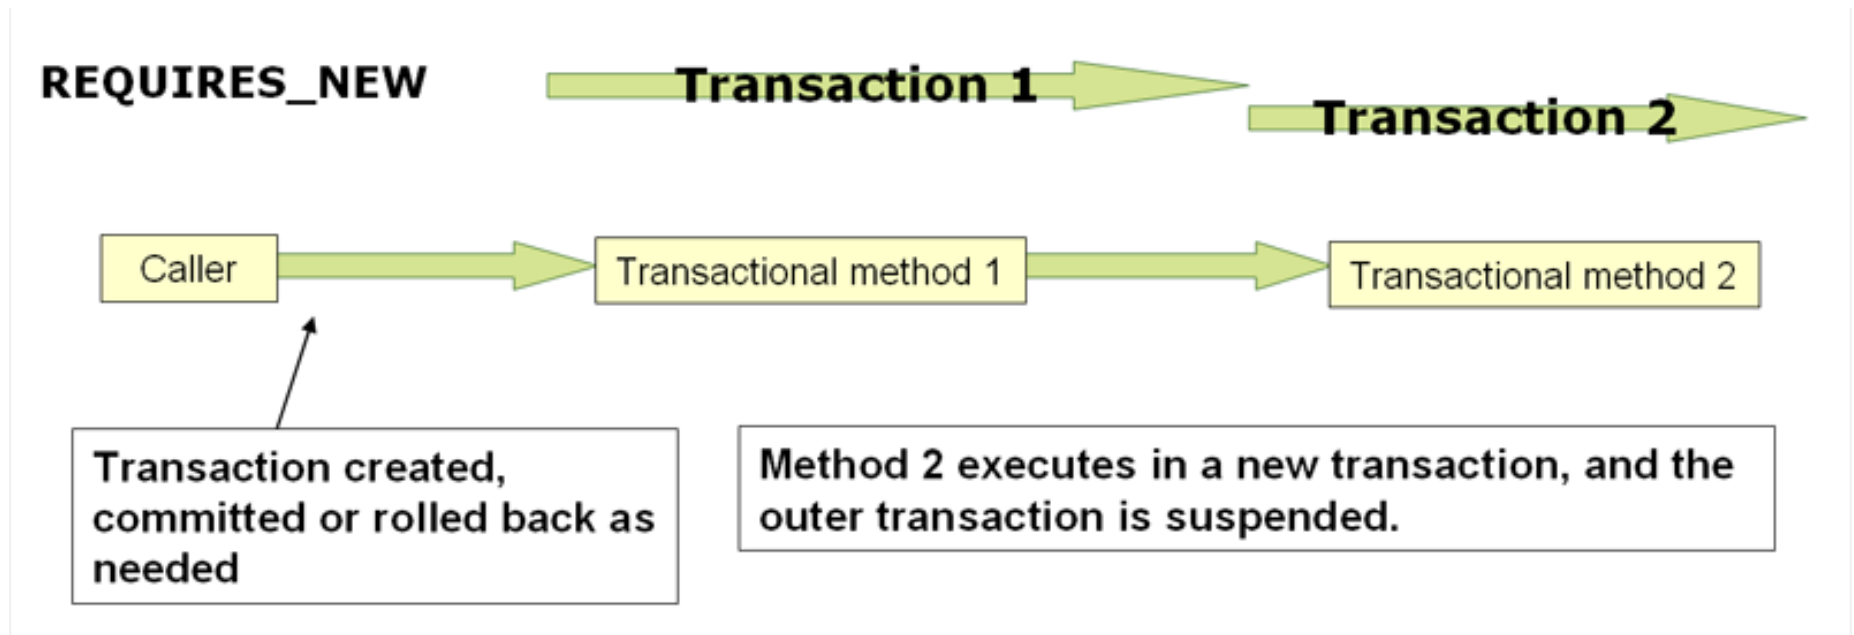 REQUIRES_NEW
Transaction 1
Transaction 2
Caller
Transactional method 1
Transactional method 2
Transaction created,
committed or rolled back as
needed
Method 2 executes in a new transaction, and the
outer transaction is suspended.